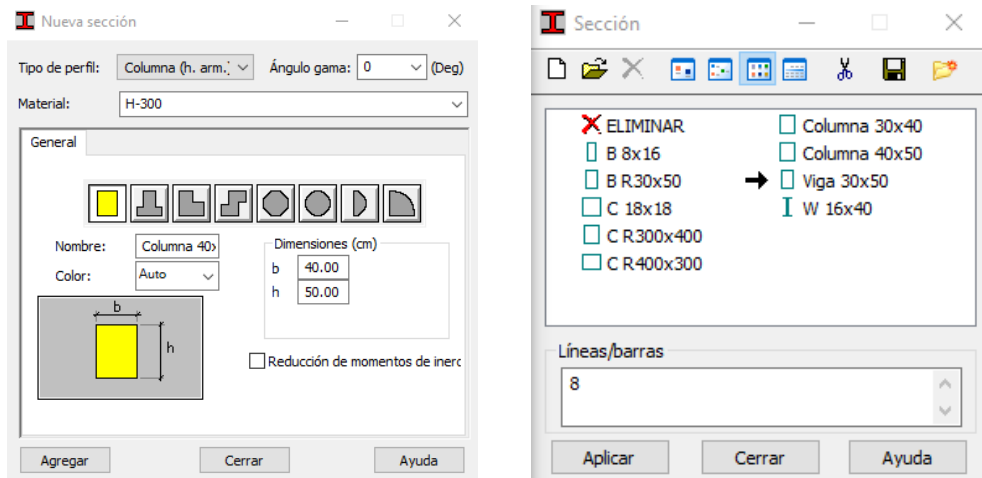 Nueva sección
Tipo de perfil: Columna (h. arm.) Ángulo gama: 0 (Deg)
Material: H-300
General
Nombre: Columna 40x
Color: Auto
Dimensiones (cm)
b 40.00
h 50.00
b
h
Reducción de momentos de inerc
Agregar Cerrar Ayuda
Sección
ELIMINAR
B 8x16
B R30x50
C 18x18
C R300x400
C R400x300
Columna 30x40
Columna 40x50
Viga 30x50
W 16x40
Líneas/barras
8
Aplicar Cerrar Ayuda